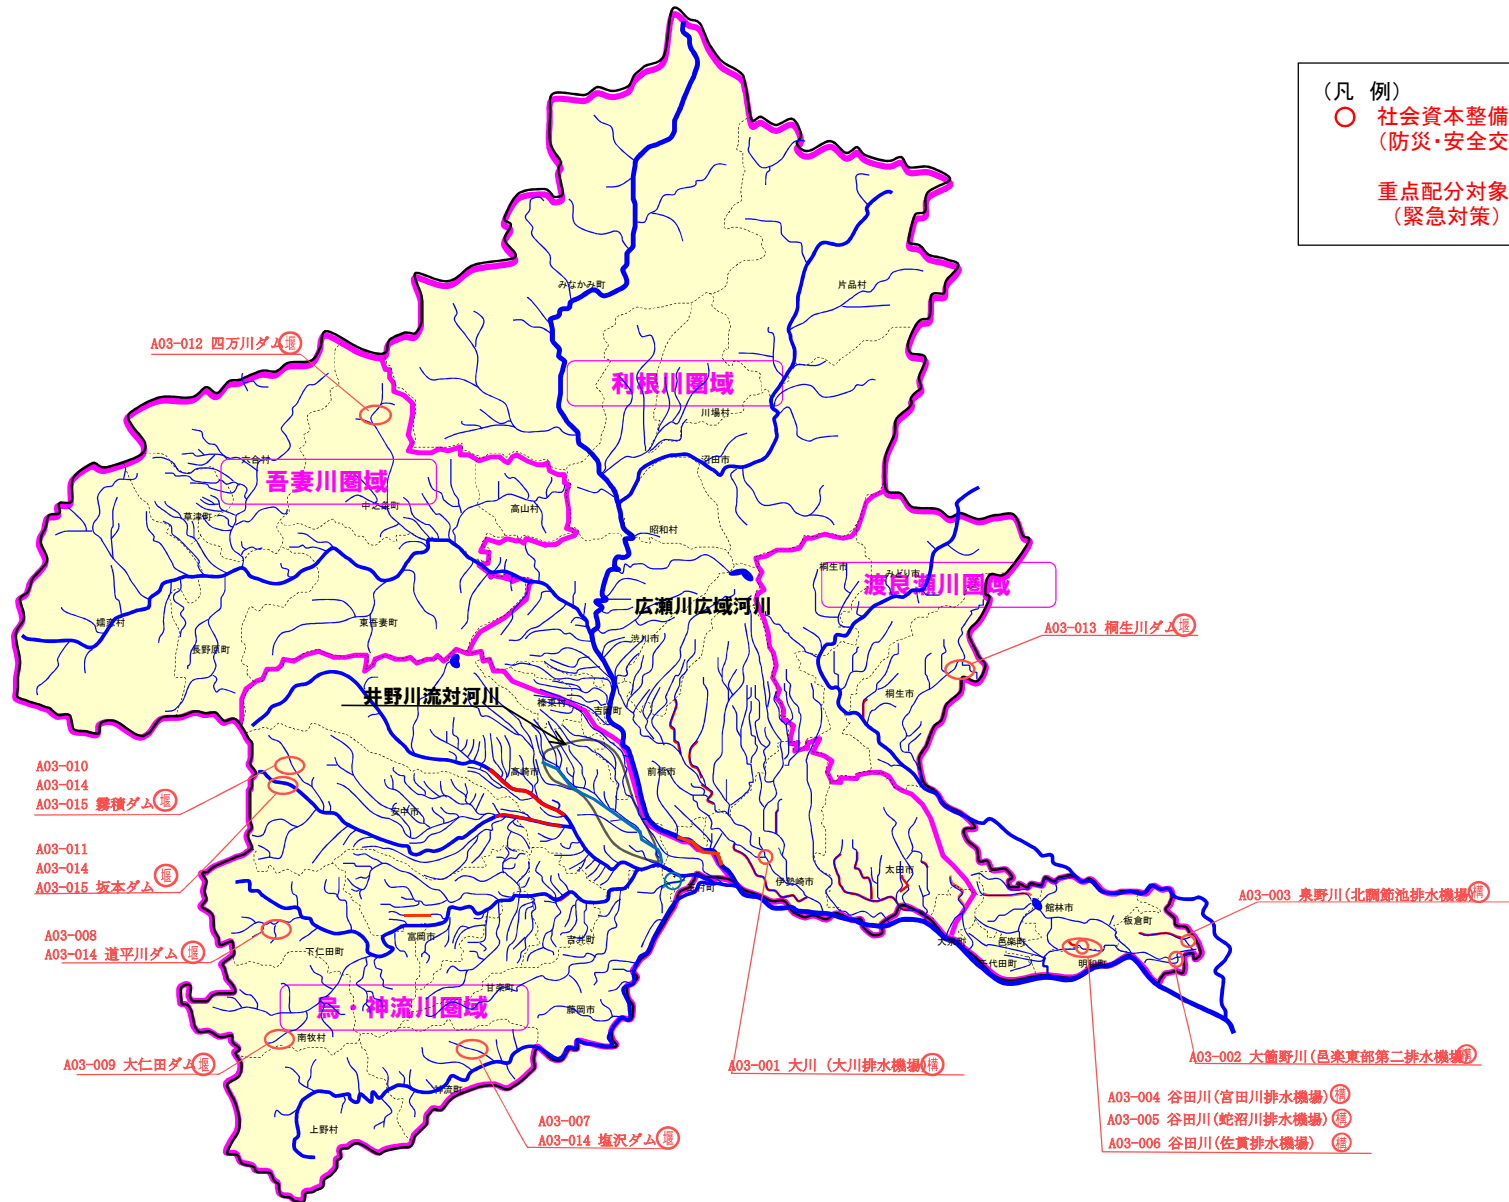 (凡 例)
社会資本整備
(防災・安全交
重点配分対象
(緊急対策)
みなかみ町
片品村
A03-012 四万川ダム 堰
利根川圏域
川場村
沼田市
六合村
吾妻川圏域
中之条町
高山村
草津町
昭和村
桐生市
みどり市
渡良瀬川圏域
広瀬川広域河川
嬬恋村
東吾妻町
長野原町
渋川市
A03-013 桐生川ダム 堰
井野川流対河川
榛東村
吉岡町
桐生市
A03-010
A03-014
A03-015 霧積ダム 堰
高崎市
前橋市
安中市
A03-011
A03-014
A03-015 坂本ダム 堰
玉村町
伊勢崎市
太田市
A03-003 泉野川(北調節池排水機場) 構
館林市
板倉町
A03-008
A03-014 道平川ダム 堰
下仁田町
富岡市
吉井町
大泉町
邑楽町
千代田町
明和町
甘楽町
烏・神流川圏域
藤岡市
南牧村
A03-009 大仁田ダム 堰
A03-001 大川 (大川排水機場) 構
A03-002 大箇野川(邑楽東部第二排水機場)
神流町
A03-004 谷田川(宮田川排水機場) 構
A03-005 谷田川(蛇沼川排水機場) 構
A03-006 谷田川(佐貫排水機場) 構
上野村
A03-007
A03-014 塩沢ダム 堰